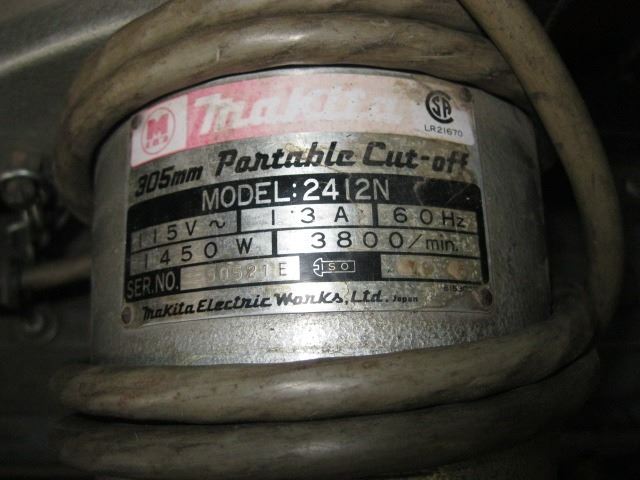 M
makita
SA
LR21670
305mm Portable Cut-off
MODEL:2412N
115V~ 13A 60Hz
1450W 3800/min.
SER.NO. E ISO
Makita Electric Works, Ltd. Japan